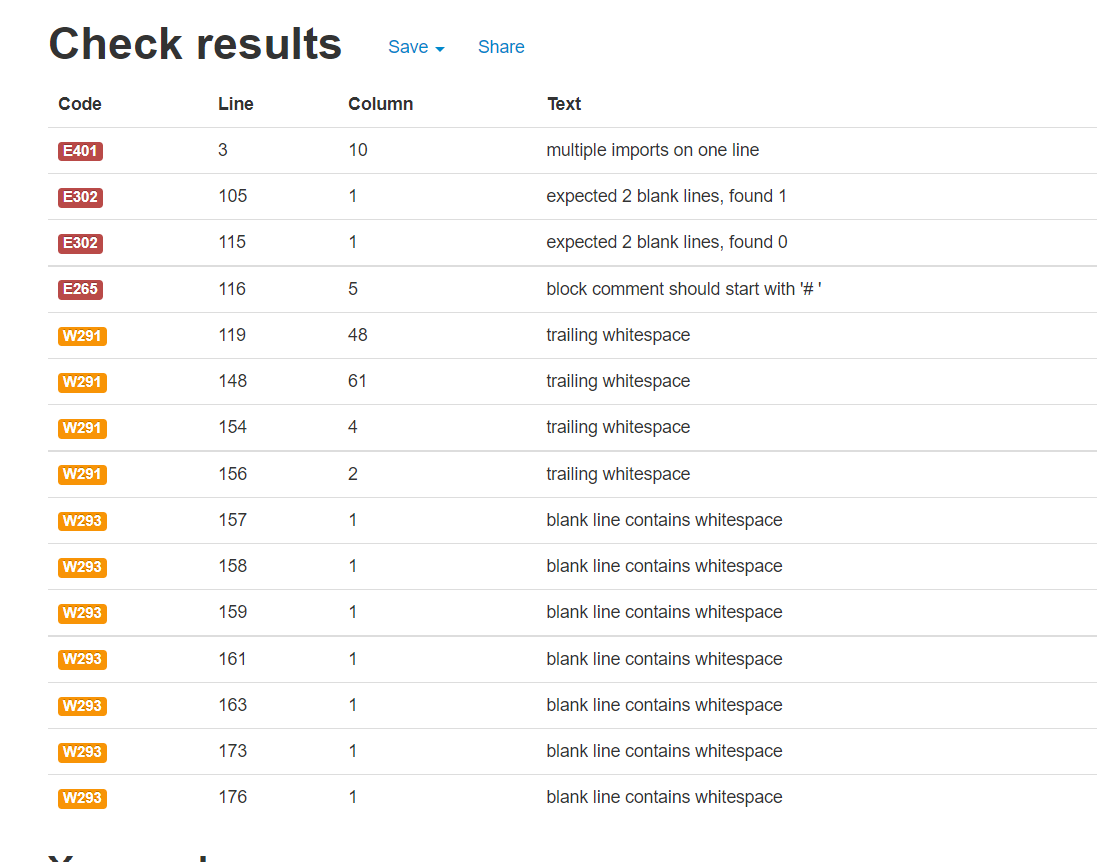 Check results Save Share
Code Line Column Text
E401 3 10 multiple imports on one line
E302 105 1 expected 2 blank lines, found 1
E302 115 1 expected 2 blank lines, found 0
E265 116 5 block comment should start with '# '
W291 119 48 trailing whitespace
W291 148 61 trailing whitespace
W291 154 4 trailing whitespace
W291 156 2 trailing whitespace
W293 157 1 blank line contains whitespace
W293 158 1 blank line contains whitespace
W293 159 1 blank line contains whitespace
W293 161 1 blank line contains whitespace
W293 163 1 blank line contains whitespace
W293 173 1 blank line contains whitespace
W293 176 1 blank line contains whitespace